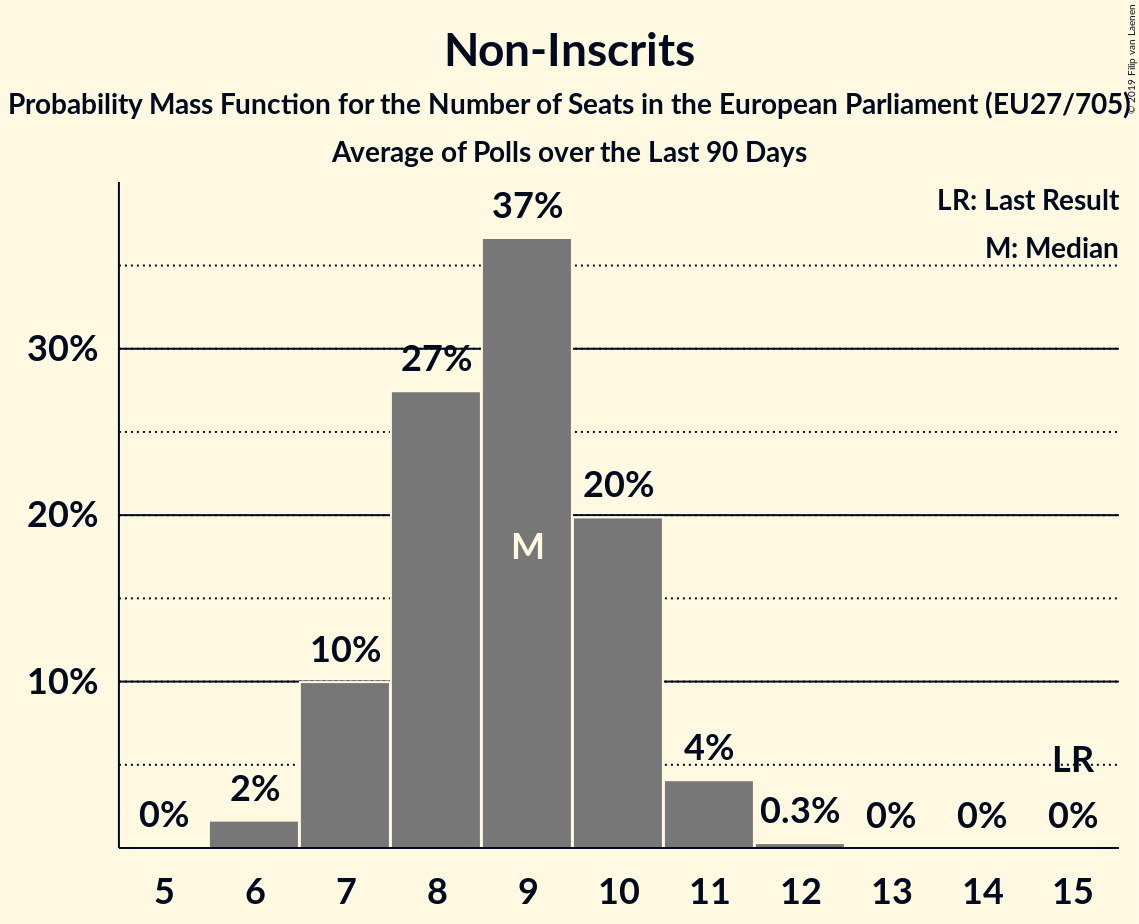 Non-Inscrits
Probability Mass Function for the Number of Seats in the European Parliament (EU27/705)
Average of Polls over the Last 90 Days
© 2019 Filip van Laenen
LR: Last Result
M: Median
37%
30%
27%
20%
20%
M
10%
10%
4%
LR
2%
0%
0.3%
0%
0%
0%
5 6 7 8 9 10 11 12 13 14 15